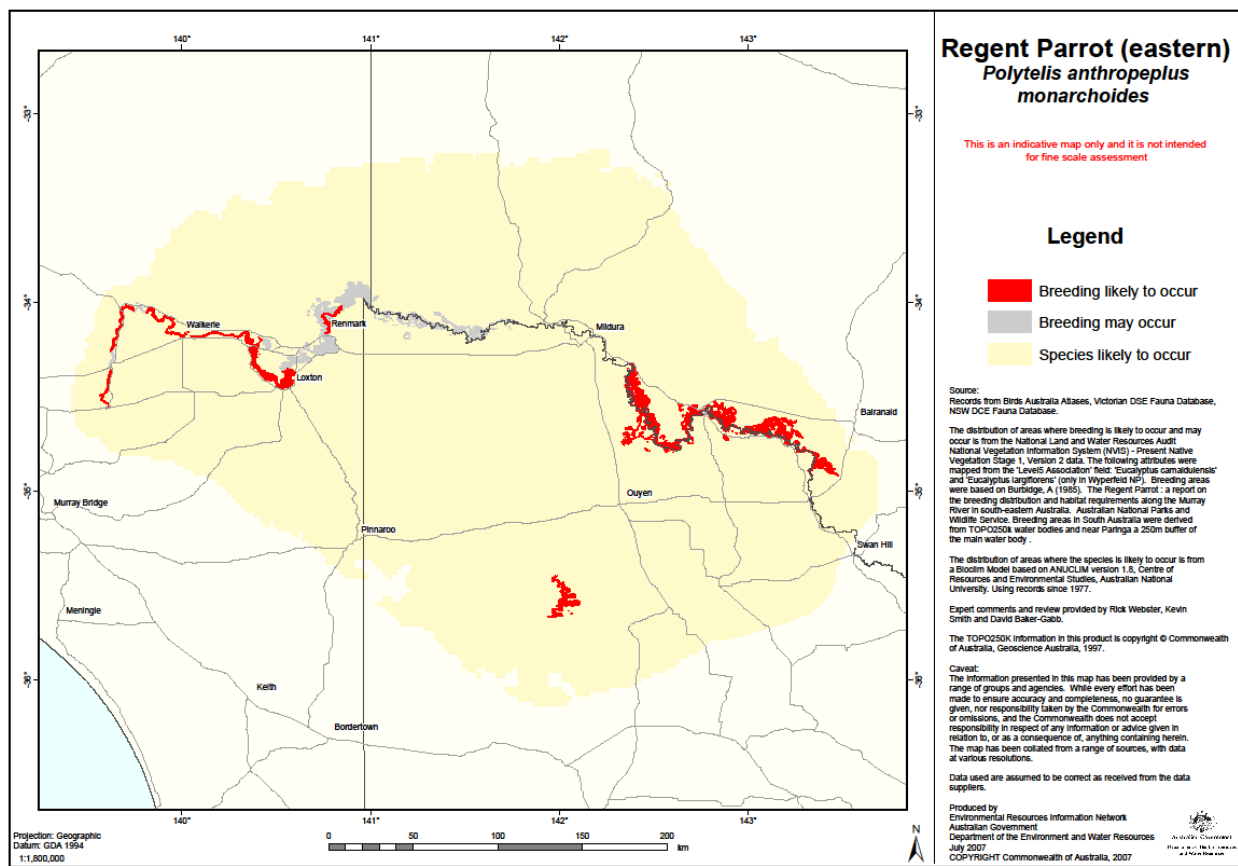 140°
141°
142°
143°
-33°
-33°
-34°
-34°
Waikerie
Renmark
Mildura
Loxton
Balranald
-35°
-35°
Murray Bridge
Ouyen
Pinnaroo
Swan Hill
Meningie
-36°
-36°
Keith
Bordertown
140°
141°
142°
143°
Projection: Geographic
Datum: GDA 1994
1:1,800,000
0 50 100 150 200
km
N
Regent Parrot (eastern)
Polytelis anthropeplus
monarchoides
This is an indicative map only and it is not intended
for fine scale assessment
Legend
Breeding likely to occur
Breeding may occur
Species likely to occur
Source:
Records from Birds Australia Atlases, Victorian DSE Fauna Database,
NSW DCE Fauna Database.
The distribution of areas where breeding is likely to occur and may
occur is from the National Land and Water Resources Audit
National Vegetation Information System (NVIS) - Present Native
Vegetation Stage 1, Version 2 data. The following attributes were
mapped from the 'Level5 Association' field: 'Eucalyptus camaldulensis'
and 'Eucalyptus largiflorens' (only in Wyperfeld NP). Breeding areas
were based on Burbidge, A (1985). The Regent Parrot : a report on
the breeding distribution and habitat requirements along the Murray
River in south-eastern Australia. Australian National Parks and
Wildlife Service. Breeding areas in South Australia were derived
from TOPO250k water bodies and near Paringa a 250m buffer of
the main water body .
The distribution of areas where the species is likely to occur is from
a Bioclim Model based on ANUCLIM version 1.8, Centre of
Resources and Environmental Studies, Australian National
University. Using records since 1977.
Expert comments and review provided by Rick Webster, Kevin
Smith and David Baker-Gabb.
The TOPO250K information in this product is copyright © Commonwealth
of Australia, Geoscience Australia, 1997.
Caveat:
The information presented in this map has been provided by a
range of groups and agencies. While every effort has been
made to ensure accuracy and completeness, no guarantee is
given, nor responsibility taken by the Commonwealth for errors
or omissions, and the Commonwealth does not accept
responsibility in respect of any information or advice given in
relation to, or as a consequence of, anything containing herein.
The map has been collated from a range of sources, with data
at various resolutions.
Data used are assumed to be correct as received from the data
suppliers.
Produced by
Environmental Resources Information Network
Australian Government
Department of the Environment and Water Resources
July 2007
COPYRIGHT Commonwealth of Australia, 2007
Australian Government